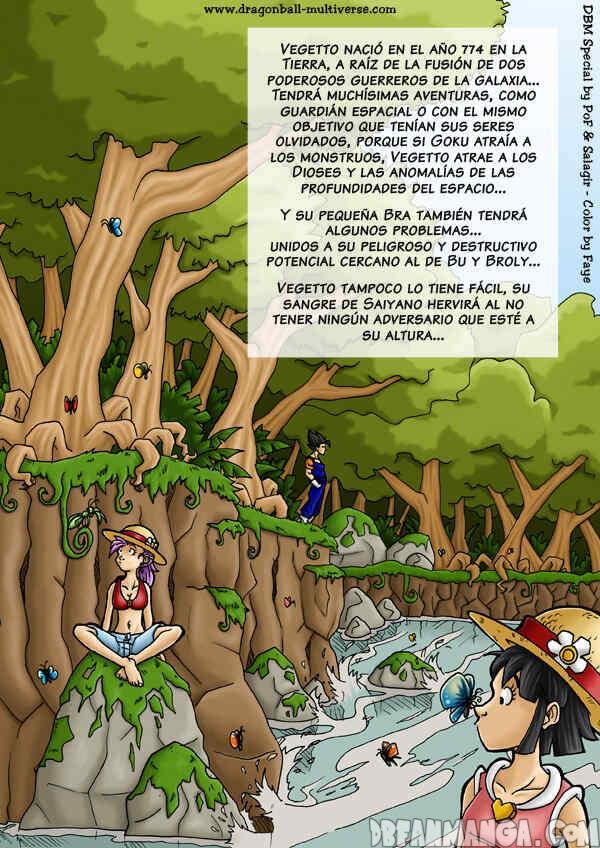 www.dragonball-multiverse.com
DBM Special by PoF & Salagir - Color by Faye
Vegetto nació en el año 774 en la
Tierra, a raíz de la fusión de dos
poderosos guerreros de la galaxia...
Tendrá muchísimas aventuras, como
guardián espacial o con el mismo
objetivo que tenían sus seres
olvidados, porque si Goku atraía a
los monstruos, Vegetto atrae a los
Dioses y las anomalías de las
profundidades del espacio...
Y su pequeña Bra también tendrá
algunos problemas...
unidos a su peligroso y destructivo
potencial cercano al de Bu y Broly...
Vegetto tampoco lo tiene fácil, su
sangre de Saiyano hervirá al no
tener ningún adversario que esté a
su altura...
DBFANMANGA.COM